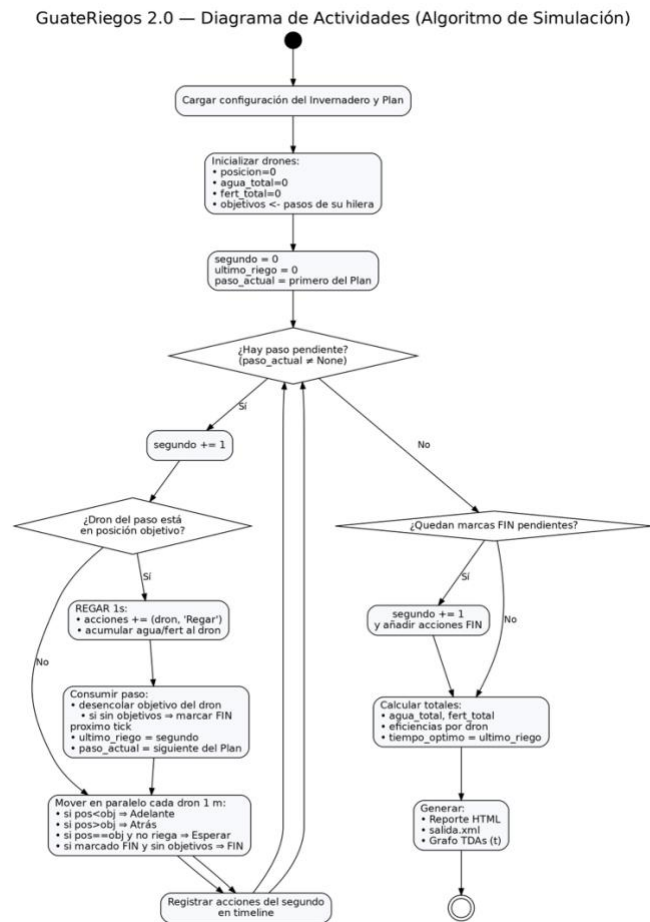 GuateRiegos 2.0 — Diagrama de Actividades (Algoritmo de Simulación)
Cargar configuración del Invernadero y Plan
Inicializar drones:
• posicion=0
• agua_total=0
• fert_total=0
• objetivos <- pasos de su hilera
segundo = 0
ultimo_riego = 0
paso_actual = primero del Plan
¿Hay paso pendiente?
(paso_actual ≠ None)
Sí
No
segundo += 1
¿Dron del paso está
en posición objetivo?
¿Quedan marcas FIN pendientes?
Sí
Sí
REGAR 1s:
• acciones += (dron, 'Regar')
• acumular agua/fert al dron
segundo += 1
y añadir acciones FIN
No
No
Consumir paso:
• desencolar objetivo del dron
• si sin objetivos ⇒ marcar FIN
proximo tick
• ultimo_riego = segundo
• paso_actual = siguiente del Plan
Calcular totales:
• agua_total, fert_total
• eficiencias por dron
• tiempo_optimo = ultimo_riego
Mover en paralelo cada dron 1 m:
• si pos<obj ⇒ Adelante
• si pos>obj ⇒ Atrás
• si pos==obj y no riega ⇒ Esperar
• si marcado FIN y sin objetivos ⇒ FIN
Generar:
• Reporte HTML
• salida.xml
• Grafo TDAs (t)
Registrar acciones del segundo
en timeline